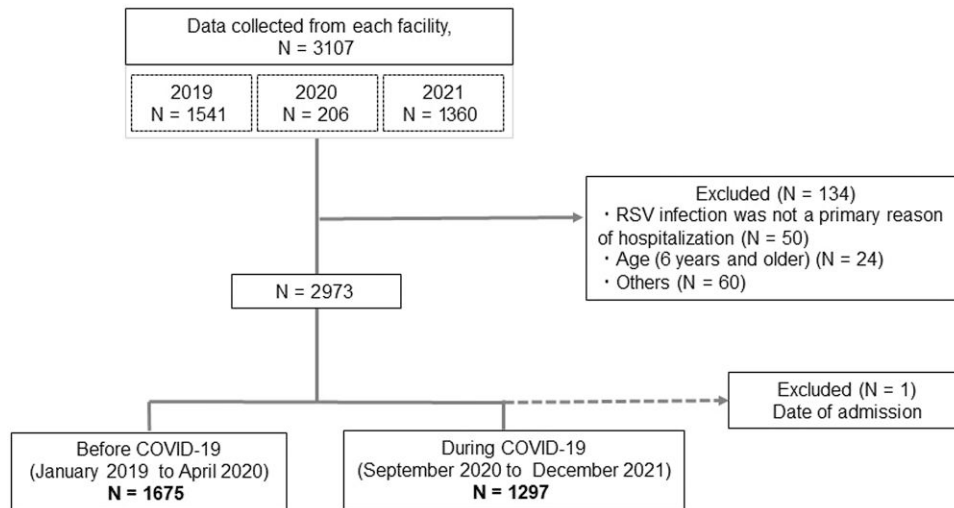 Data collected from each facility,
N = 3107
2019
N = 1541
2020
N = 206
2021
N = 1360
Excluded (N = 134)
・RSV infection was not a primary reason
of hospitalization (N = 50)
・Age (6 years and older) (N = 24)
・Others (N = 60)
N = 2973
Excluded (N = 1)
Date of admission
Before COVID-19
(January 2019 to April 2020)
N = 1675
During COVID-19
(September 2020 to December 2021)
N = 1297